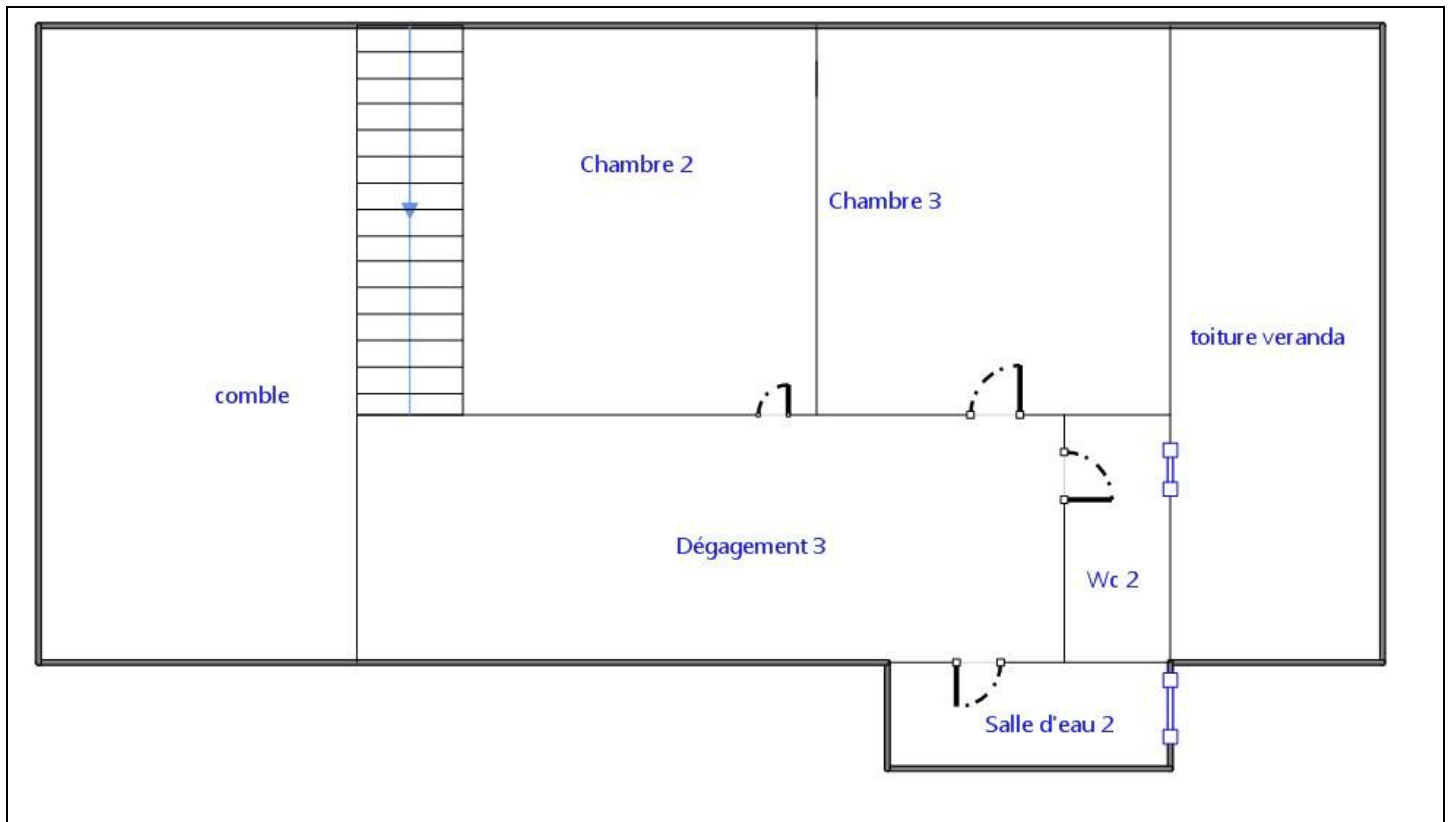 Chambre 2
Chambre 3
toiture veranda
comble
Dégagement 3
Wc 2
Salle d'eau 2